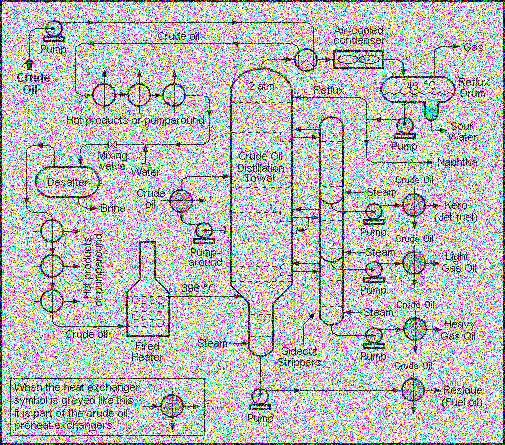 Pump
Crude oil
Air-cooled
condenser
Gas
Crude
Oil
Reflux
Drum
2 atm
Reflux
Hot products or pumparound
Sour
Water
Pump
Mixing
valve
Water
Naphtha
Crude Oil
Distillation
Tower
Desalter
Brine
Crude
Oil
Steam
Crude Oil
Kero
(Jet fuel)
Pump
Pump-
around
Hot products
or pumparound
Crude Oil
Steam
Light
Gas Oil
Pump
Steam
Crude Oil
Crude oil
Fired
Heater
Steam
Sidecut
Strippers
Pump
Heavy
Gas Oil
Crude Oil
When the heat exchanger
symbol is greyed like this
it is part of the crude oil
preheat exchangers.
Pump
Residue
(Fuel oil)